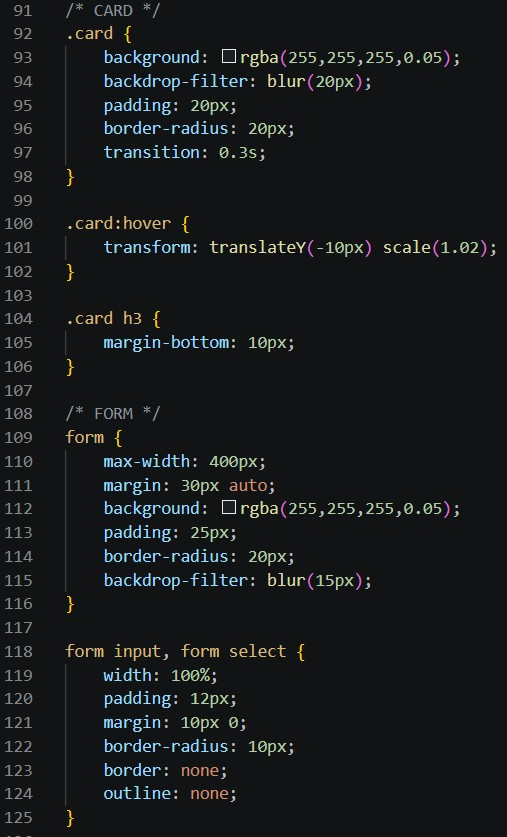 91 /* CARD */
92 .card {
93 background: rgba(255,255,255,0.05);
94 backdrop-filter: blur(20px);
95 padding: 20px;
96 border-radius: 20px;
97 transition: 0.3s;
98 }
99
100 .card:hover {
101 transform: translateY(-10px) scale(1.02);
102 }
103
104 .card h3 {
105 margin-bottom: 10px;
106 }
107
108 /* FORM */
109 form {
110 max-width: 400px;
111 margin: 30px auto;
112 background: rgba(255,255,255,0.05);
113 padding: 25px;
114 border-radius: 20px;
115 backdrop-filter: blur(15px);
116 }
117
118 form input, form select {
119 width: 100%;
120 padding: 12px;
121 margin: 10px 0;
122 border-radius: 10px;
123 border: none;
124 outline: none;
125 }